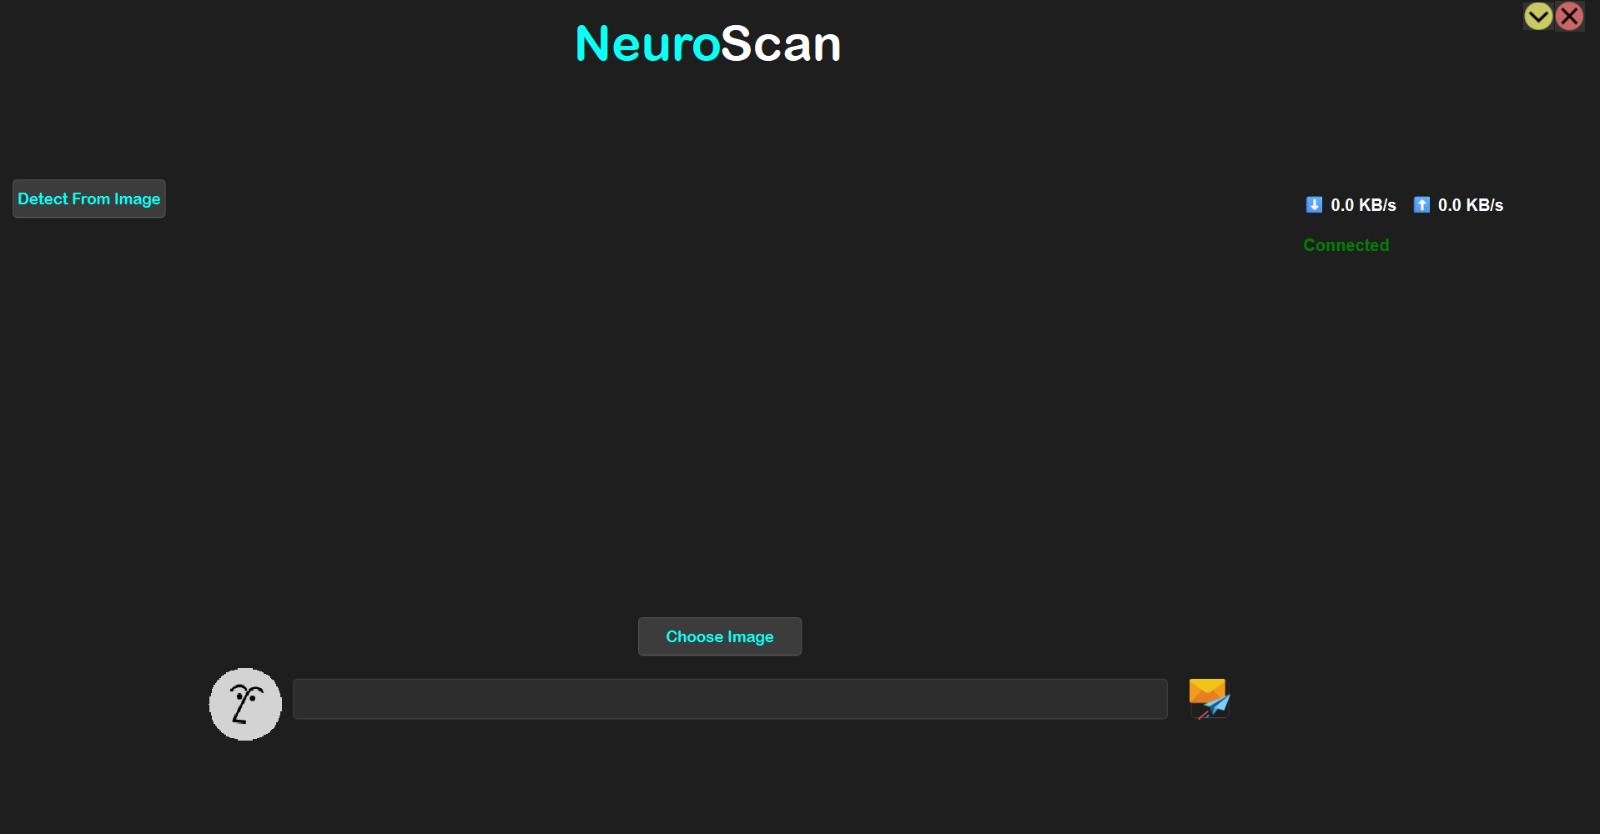 NeuroScan
Detect From Image
0.0 KB/s 0.0 KB/s
Connected
Choose Image